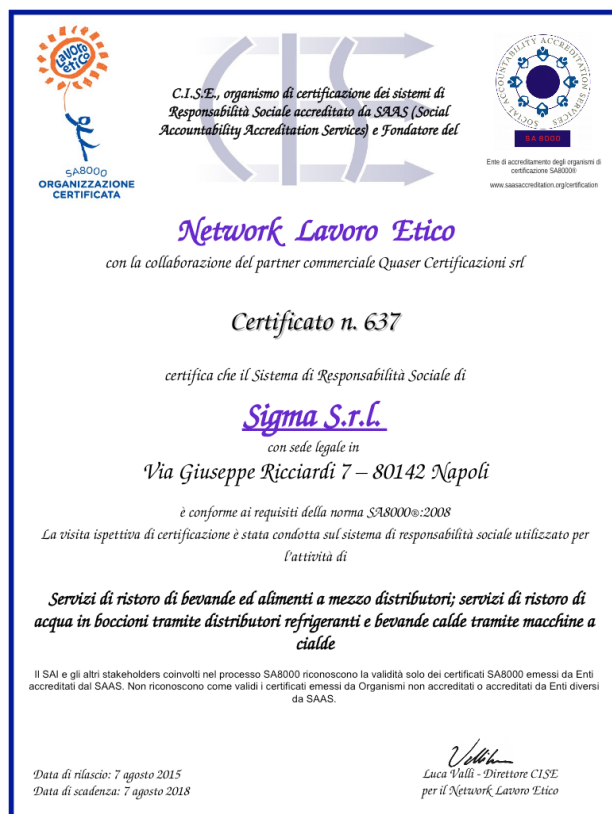 lavoro
etico
SA8000
ORGANIZZAZIONE
CERTIFICATA
CIS
C.I.S.E., organismo di certificazione dei sistemi di
Responsabilità Sociale accreditato da SAAS (Social
Accountability Accreditation Services) e Fondatore del
SOCIAL ACCOUNTABILITY ACCREDITATION SERVICES
SA 8000
Ente di accreditamento degli organismi di
certificazione SA8000®
www.saasaccreditation.org/certification
Network Lavoro Etico
con la collaborazione del partner commerciale Quaser Certificazioni srl
Certificato n. 637
certifica che il Sistema di Responsabilità Sociale di
Sigma S.r.l.
con sede legale in
Via Giuseppe Ricciardi 7 – 80142 Napoli
è conforme ai requisiti della norma SA8000®:2008
La visita ispettiva di certificazione è stata condotta sul sistema di responsabilità sociale utilizzato per
l'attività di
Servizi di ristoro di bevande ed alimenti a mezzo distributori; servizi di ristoro di
acqua in boccioni tramite distributori refrigeranti e bevande calde tramite macchine a
cialde
Il SAI e gli altri stakeholders coinvolti nel processo SA8000 riconoscono la validità solo dei certificati SA8000 emessi da Enti
accreditati dal SAAS. Non riconoscono come validi i certificati emessi da Organismi non accreditati o accreditati da Enti diversi
da SAAS.
Data di rilascio: 7 agosto 2015
Data di scadenza: 7 agosto 2018
Luca Valli - Direttore CISE
per il Network Lavoro Etico